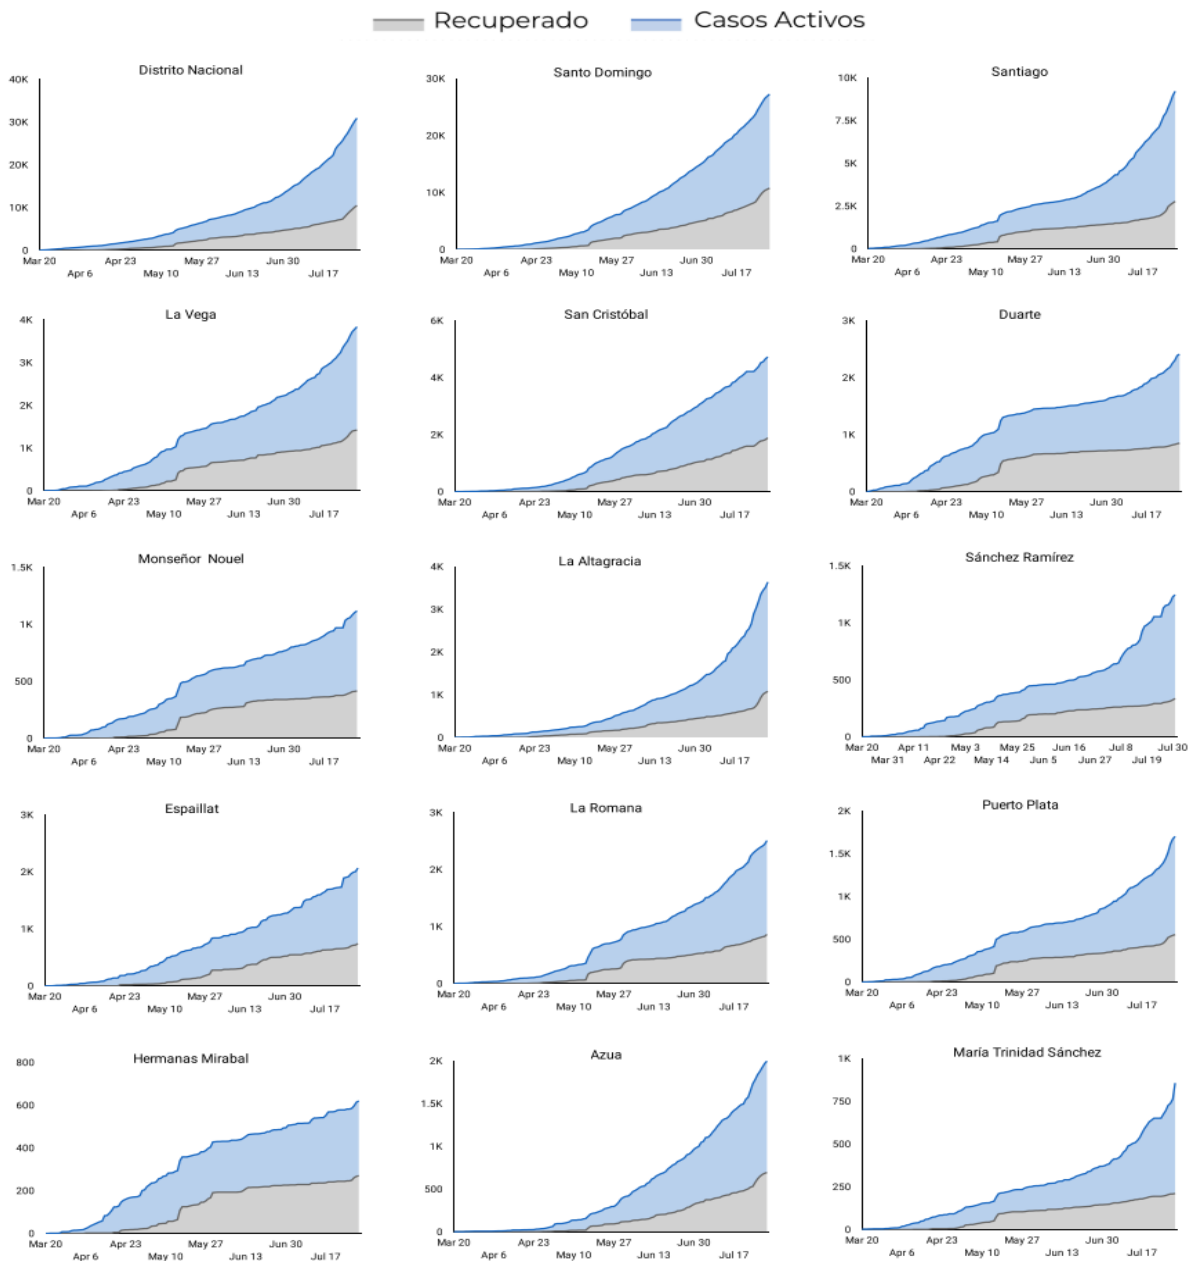 Recuperado Casos Activos
Distrito Nacional
40K
30K
20K
10K
0
Mar 20 Apr 6 Apr 23 May 10 May 27 Jun 13 Jun 30 Jul 17
Santo Domingo
30K
20K
10K
0
Mar 20 Apr 6 Apr 23 May 10 May 27 Jun 13 Jun 30 Jul 17
Santiago
10K
7.5K
5K
2.5K
0
Mar 20 Apr 6 Apr 23 May 10 May 27 Jun 13 Jun 30 Jul 17
La Vega
4K
3K
2K
1K
0
Mar 20 Apr 6 Apr 23 May 10 May 27 Jun 13 Jun 30 Jul 17
San Cristóbal
6K
4K
2K
0
Mar 20 Apr 6 Apr 23 May 10 May 27 Jun 13 Jun 30 Jul 17
Duarte
3K
2K
1K
0
Mar 20 Apr 6 Apr 23 May 10 May 27 Jun 13 Jun 30 Jul 17
Monseñor Nouel
1.5K
1K
500
0
Mar 20 Apr 6 Apr 23 May 10 May 27 Jun 13 Jun 30 Jul 17
La Altagracia
4K
3K
2K
1K
0
Mar 20 Apr 6 Apr 23 May 10 May 27 Jun 13 Jun 30 Jul 17
Sánchez Ramírez
1.5K
1K
500
0
Mar 20 Mar 31 Apr 11 Apr 22 May 3 May 14 May 25 Jun 5 Jun 16 Jun 27 Jul 8 Jul 19 Jul 30
Espaillat
3K
2K
1K
0
Mar 20 Apr 6 Apr 23 May 10 May 27 Jun 13 Jun 30 Jul 17
La Romana
3K
2K
1K
0
Mar 20 Apr 6 Apr 23 May 10 May 27 Jun 13 Jun 30 Jul 17
Puerto Plata
2K
1.5K
1K
500
0
Mar 20 Apr 6 Apr 23 May 10 May 27 Jun 13 Jun 30 Jul 17
Hermanas Mirabal
800
600
400
200
0
Mar 20 Apr 6 Apr 23 May 10 May 27 Jun 13 Jun 30 Jul 17
Azua
2K
1.5K
1K
500
0
Mar 20 Apr 6 Apr 23 May 10 May 27 Jun 13 Jun 30 Jul 17
María Trinidad Sánchez
1K
750
500
250
0
Mar 20 Apr 6 Apr 23 May 10 May 27 Jun 13 Jun 30 Jul 17